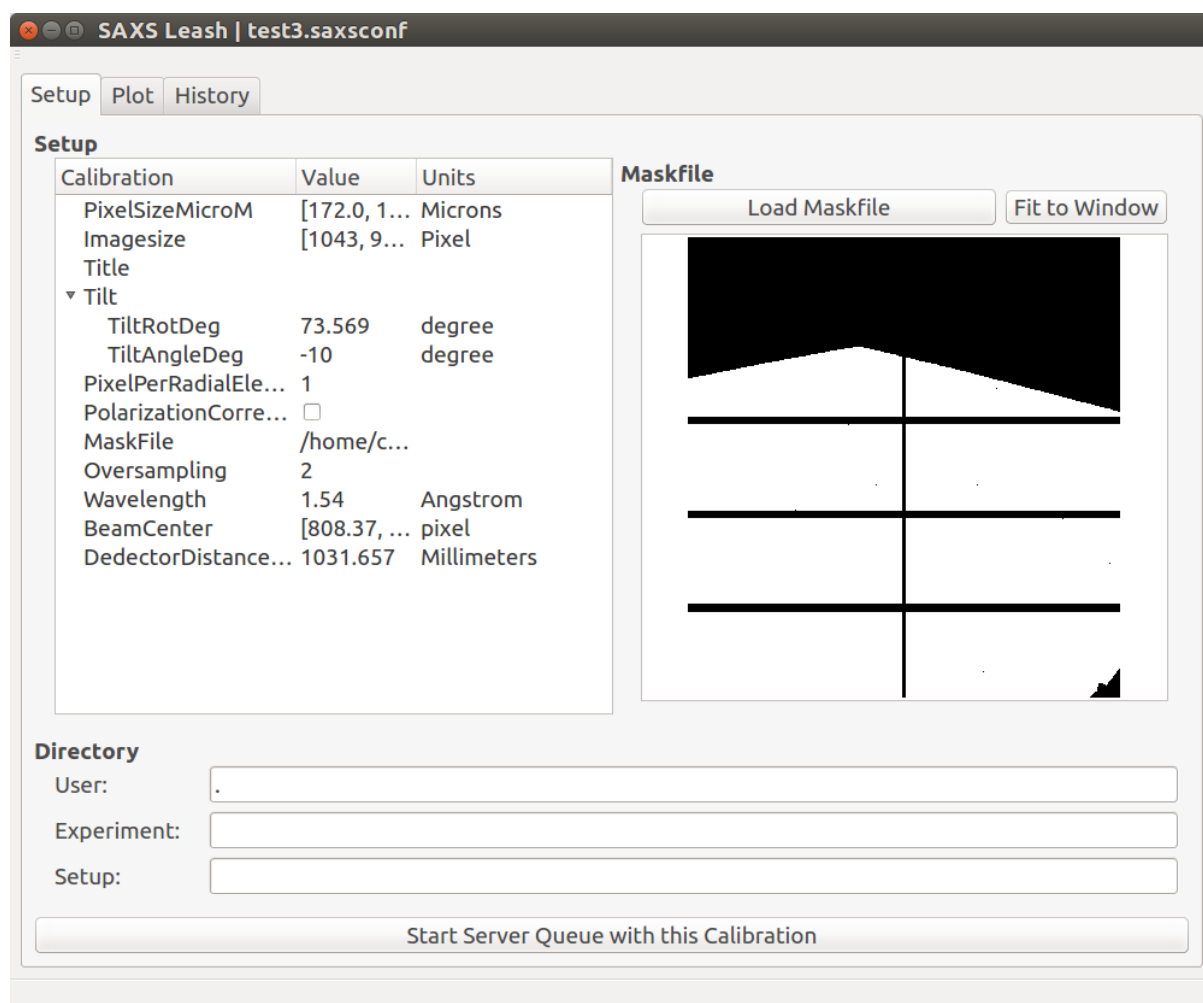 SAXS Leash | test3.saxsconf
Setup Plot History
Setup
Calibration Value Units
PixelSizeMicroM [172.0, 1... Microns
Imagesize [1043, 9... Pixel
Title
Tilt
TiltRotDeg 73.569 degree
TiltAngleDeg -10 degree
PixelPerRadialEle... 1
PolarizationCorre...
MaskFile /home/c...
Oversampling 2
Wavelength 1.54 Angstrom
BeamCenter [808.37, ... pixel
DedectorDistance... 1031.657 Millimeters
Maskfile
Load Maskfile Fit to Window
Directory
User: .
Experiment:
Setup:
Start Server Queue with this Calibration